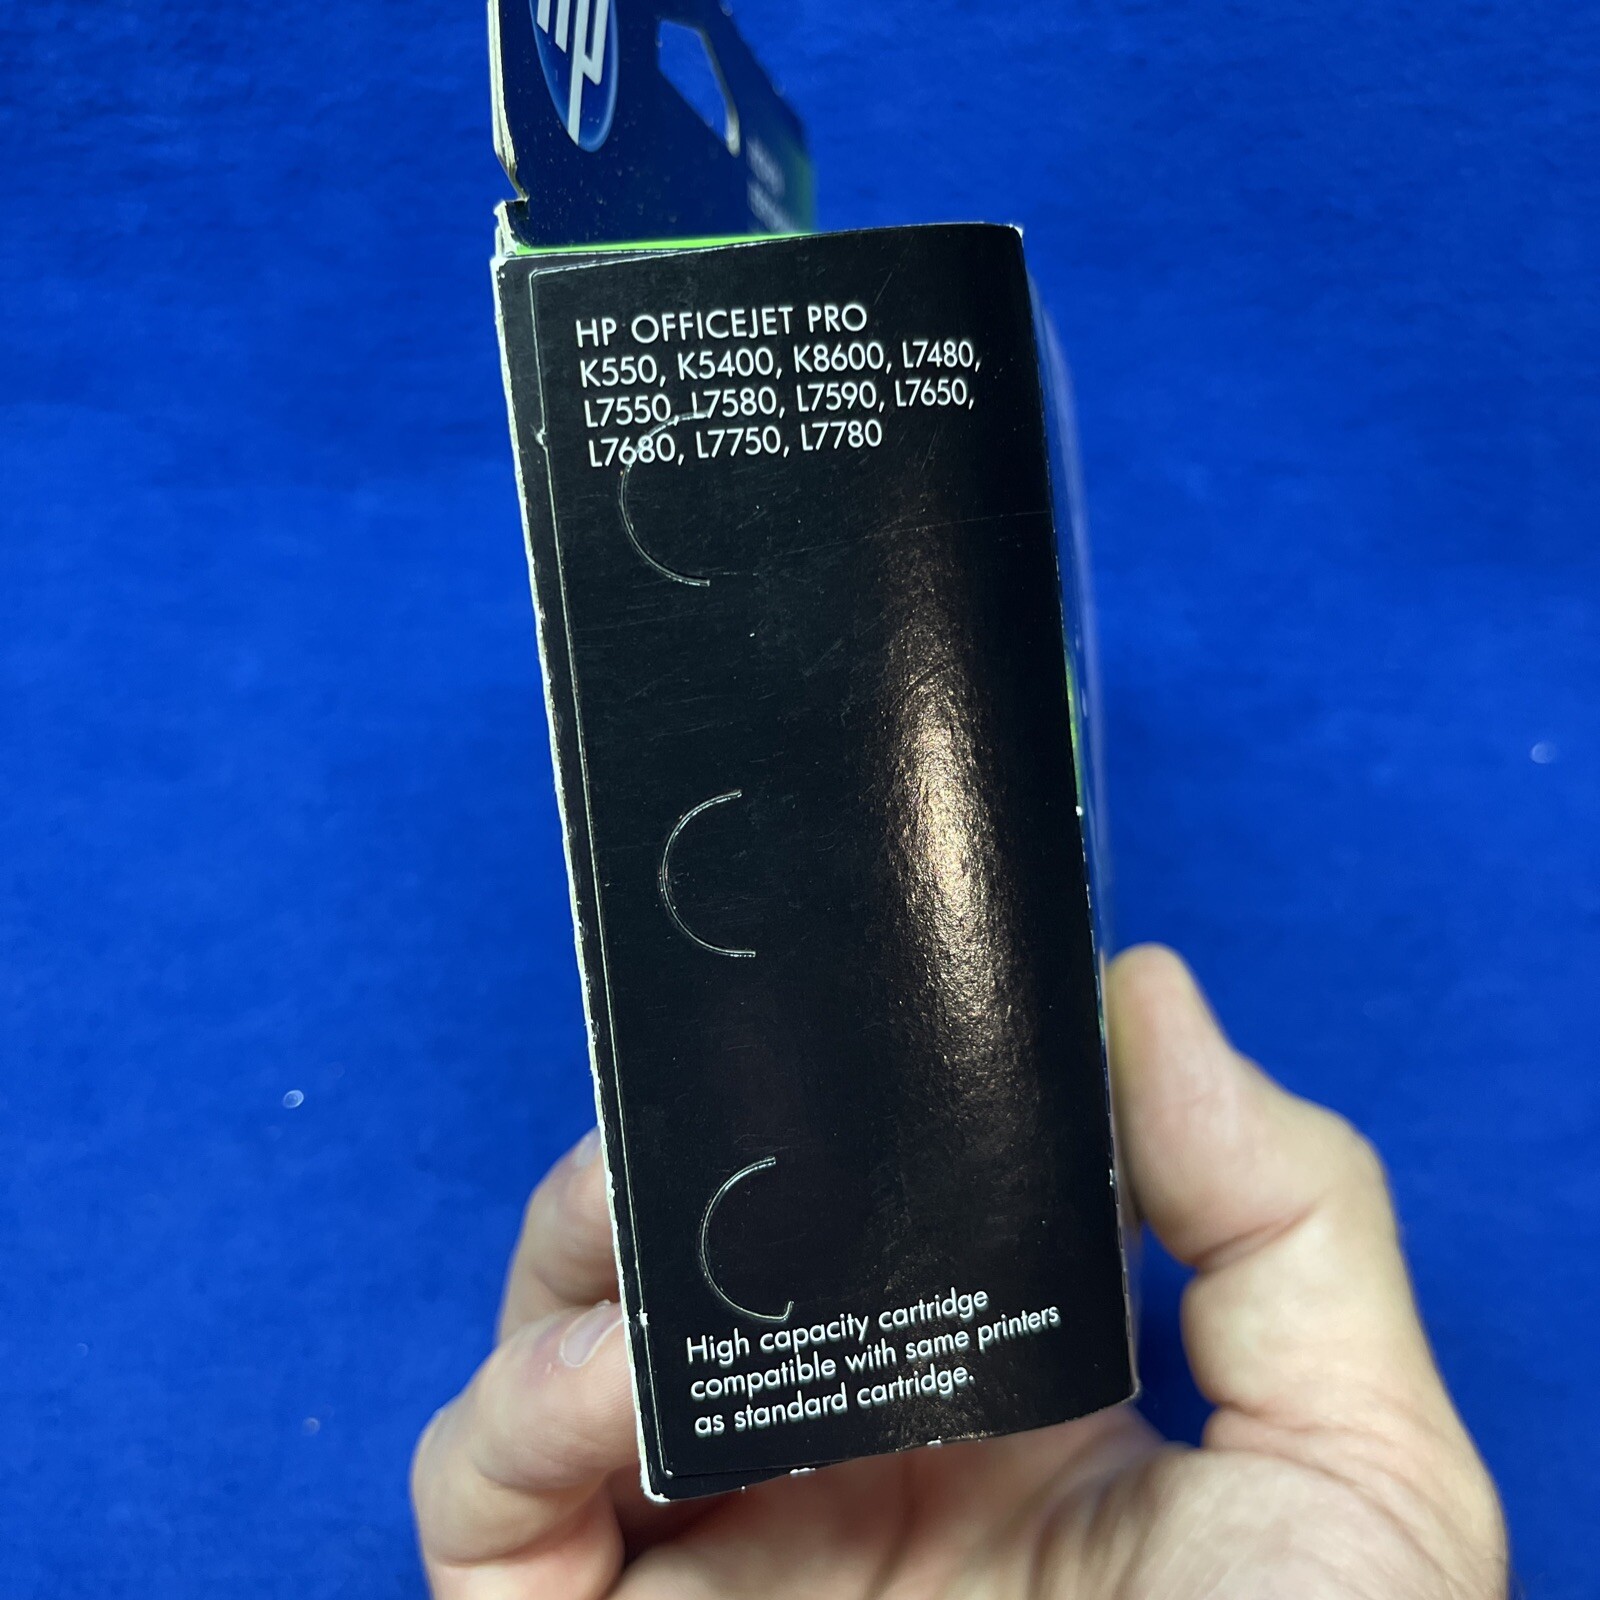 hp
HP OFFICEJET PRO
K550, K5400, K8600, L7480,
L7550, L7580, L7590, L7650,
L7680, L7750, L7780
High capacity cartridge
compatible with same printers
as standard cartridge.